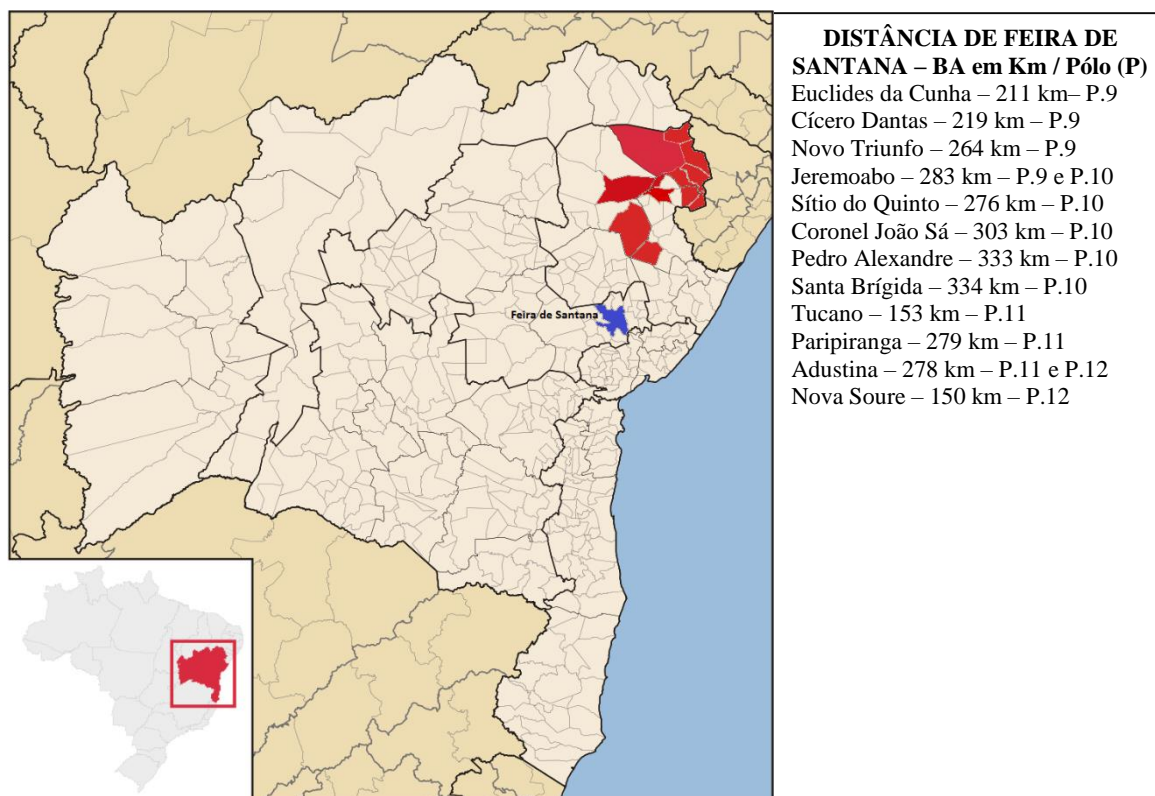 DISTÂNCIA DE FEIRA DE
SANTANA – BA em Km / Pólo (P)
Euclides da Cunha – 211 km– P.9
Cícero Dantas – 219 km – P.9
Novo Triunfo – 264 km – P.9
Jeremoabo – 283 km – P.9 e P.10
Sítio do Quinto – 276 km – P.10
Coronel João Sá – 303 km – P.10
Pedro Alexandre – 333 km – P.10
Santa Brígida – 334 km – P.10
Tucano – 153 km – P.11
Paripiranga – 279 km – P.11
Adustina – 278 km – P.11 e P.12
Nova Soure – 150 km – P.12
Feira de Santana